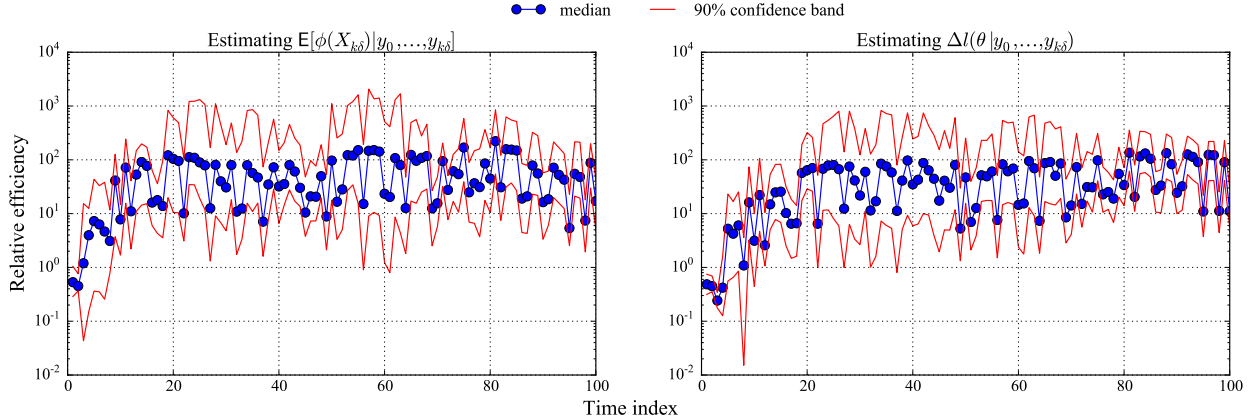 median 90% confidence band
Estimating E[ϕ(X_{kδ})|y_0,...,y_{kδ}] Estimating Δl(θ|y_0,...,y_{kδ})
Relative efficiency
10^4
10^3
10^2
10^1
10^0
10^{-1}
10^{-2}
0 20 40 60 80 100
10^4
10^3
10^2
10^1
10^0
10^{-1}
10^{-2}
0 20 40 60 80 100
Time index